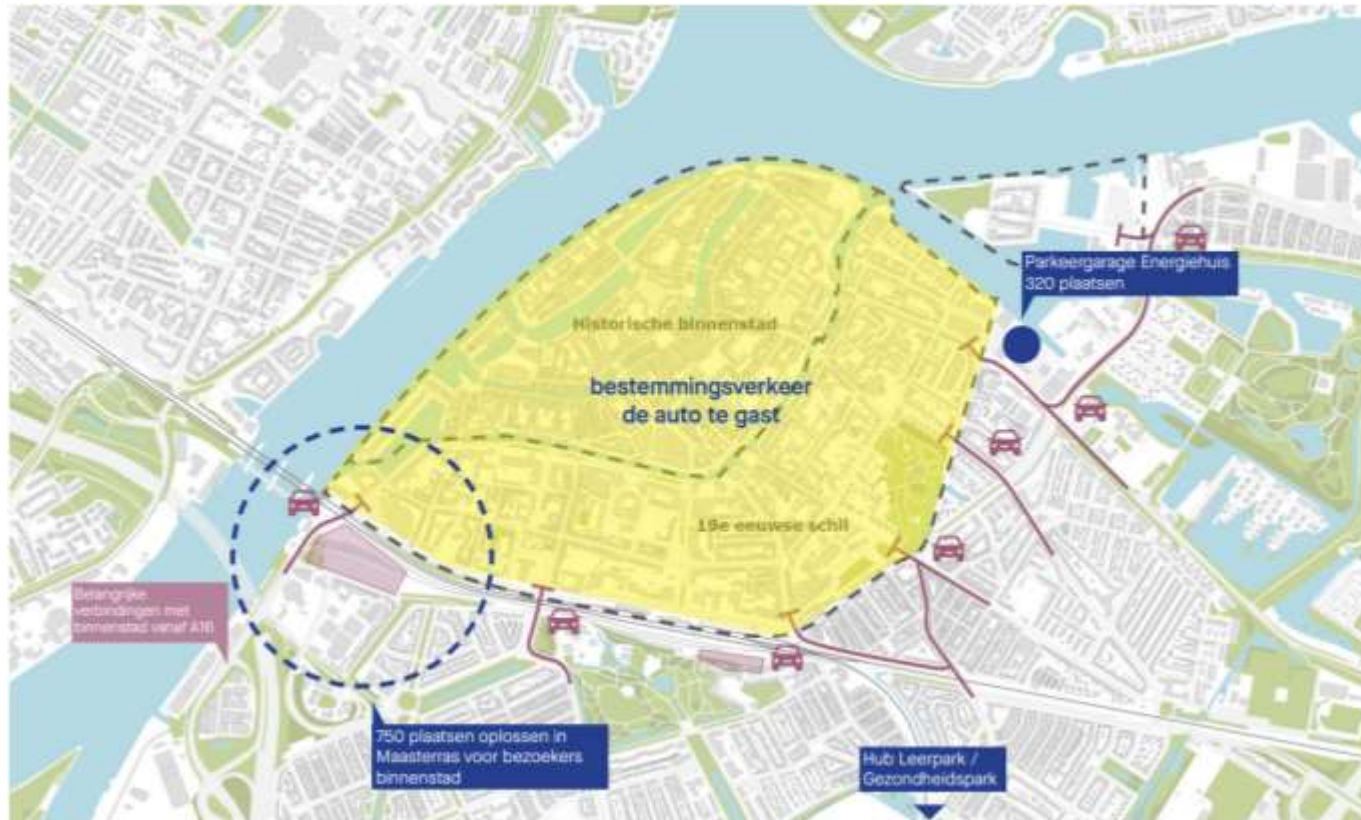 Parkeergarage Energiehuis
320 plaatsen
Historische binnenstad
bestemmingsverkeer
de auto te gast
19e eeuwse schil
Belangrijke
verbindingen met
binnenstad vanaf A16
750 plaatsen oplossen in
Maasterras voor bezoekers
binnenstad
Hub Leerpark /
Gezondheidspark